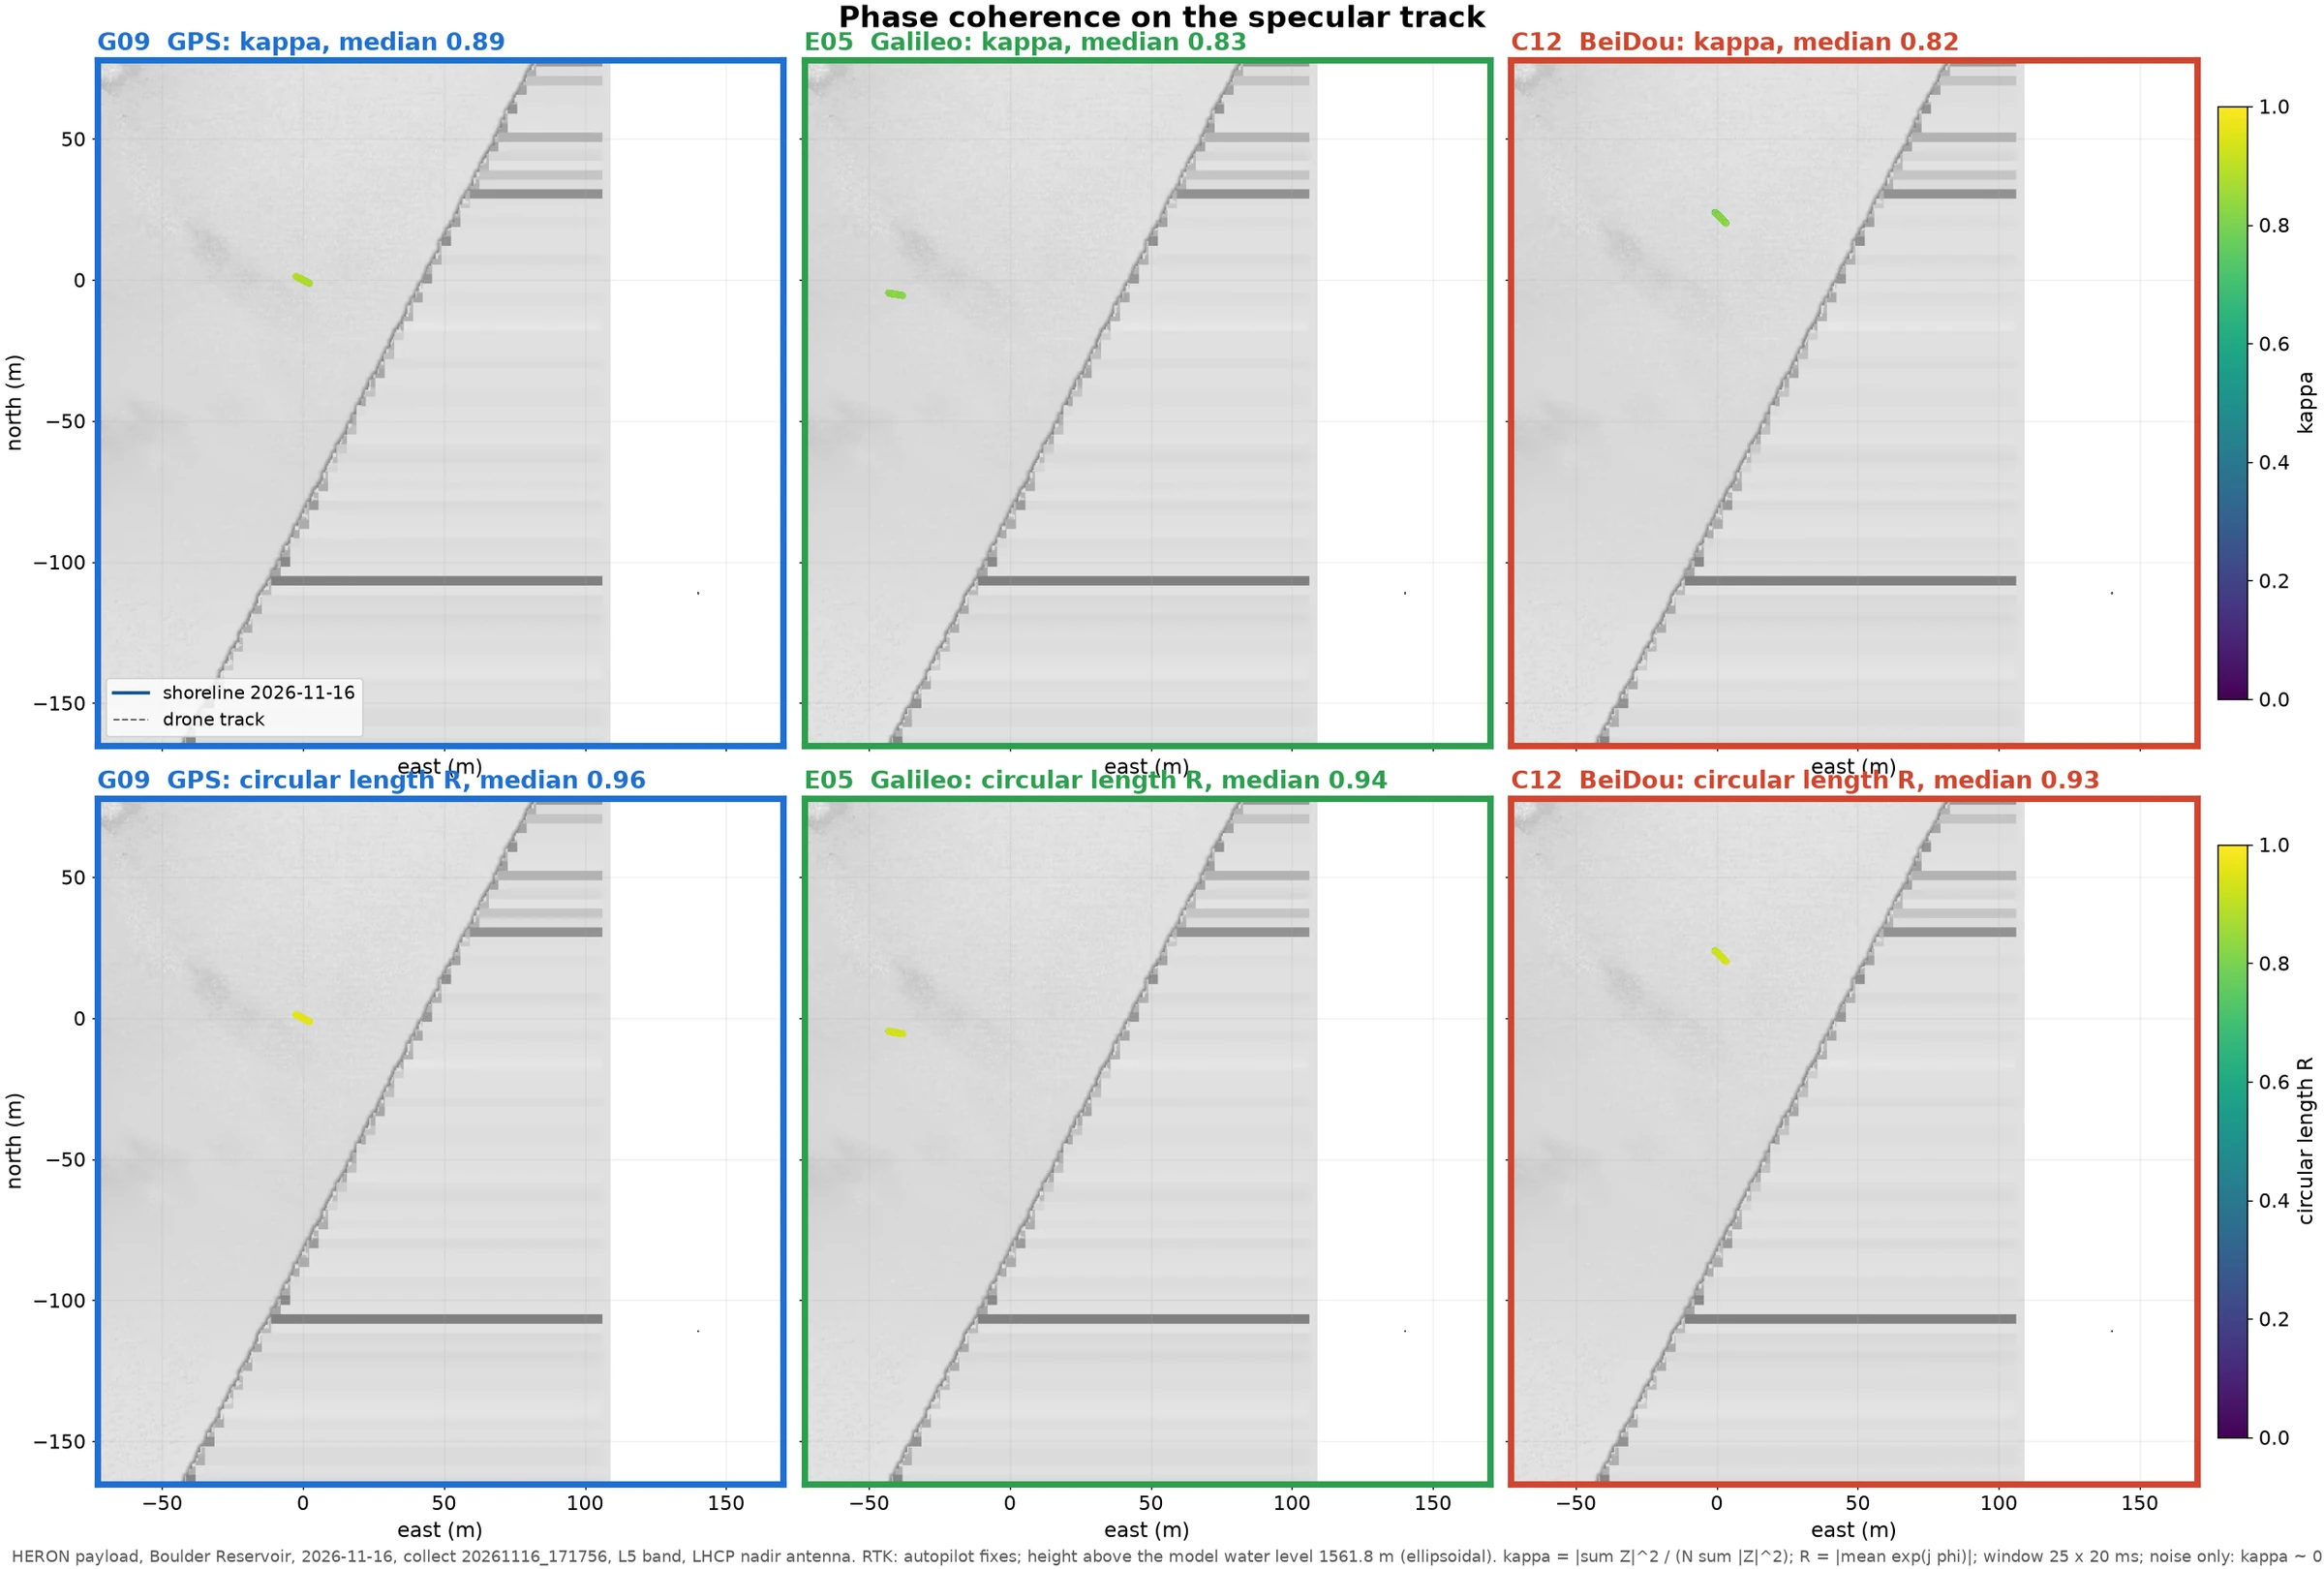 Phase coherence on the specular track
G09 GPS: kappa, median 0.89
E05 Galileo: kappa, median 0.83
C12 BeiDou: kappa, median 0.82
north (m)
50
0
−50
−100
−150
shoreline 2026-11-16
drone track
east (m)
east (m)
east (m)
1.0
0.8
0.6
0.4
0.2
0.0
kappa
G09 GPS: circular length R, median 0.96
E05 Galileo: circular length R, median 0.94
C12 BeiDou: circular length R, median 0.93
north (m)
50
0
−50
−100
−150
−50 0 50 100 150
−50 0 50 100 150
−50 0 50 100 150
east (m)
east (m)
east (m)
1.0
0.8
0.6
0.4
0.2
0.0
circular length R
HERON payload, Boulder Reservoir, 2026-11-16, collect 20261116_171756, L5 band, LHCP nadir antenna. RTK: autopilot fixes; height above the model water level 1561.8 m (ellipsoidal). kappa = |sum Z|^2 / (N sum |Z|^2); R = |mean exp(j phi)|; window 25 x 20 ms; noise only: kappa ~ 0